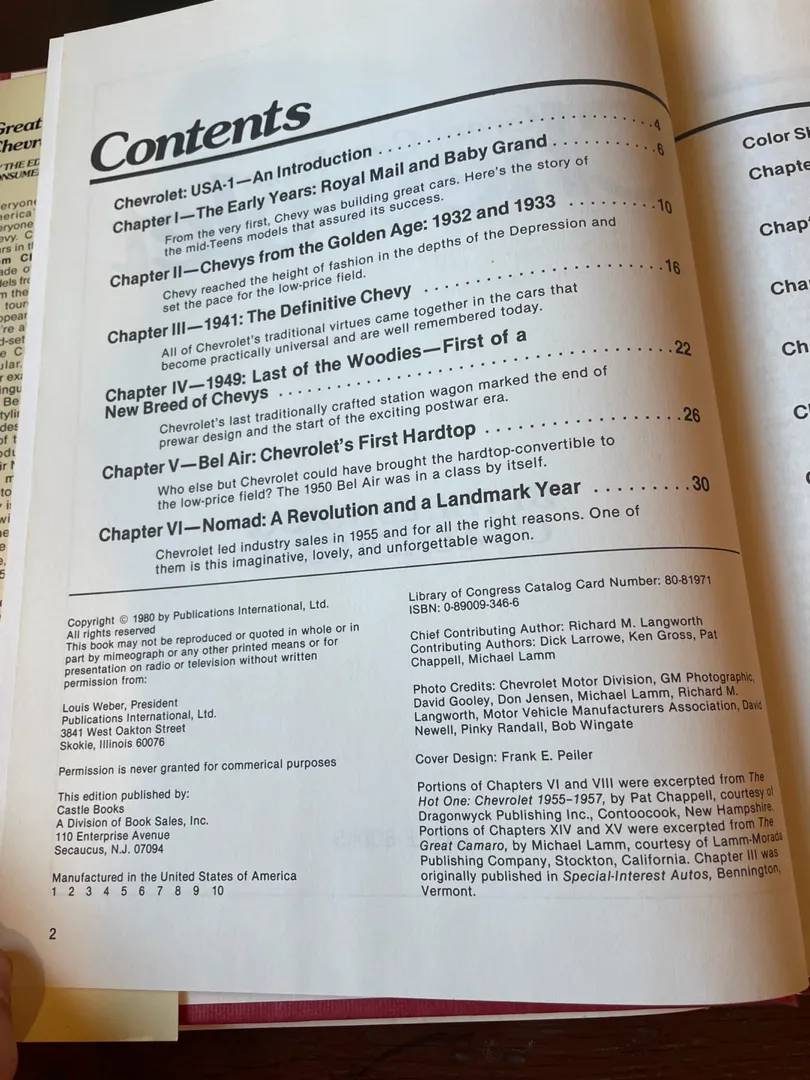 Contents
Chevrolet: USA-1—An Introduction . . . . . . . . . . . . . . . . . . . . . . . . . . . 4
Chapter I—The Early Years: Royal Mail and Baby Grand . . . . . . . . . . 6
From the very first, Chevy was building great cars. Here's the story of
the mid-Teens models that assured its success.
Chapter II—Chevys from the Golden Age: 1932 and 1933 . . . . . . . . . 10
Chevy reached the height of fashion in the depths of the Depression and
set the pace for the low-price field.
Chapter III—1941: The Definitive Chevy . . . . . . . . . . . . . . . . . . . . . 16
All of Chevrolet's traditional virtues came together in the cars that
become practically universal and are well remembered today.
Chapter IV—1949: Last of the Woodies—First of a
New Breed of Chevys . . . . . . . . . . . . . . . . . . . . . . . . . . . . . . . . 22
Chevrolet's last traditionally crafted station wagon marked the end of
prewar design and the start of the exciting postwar era.
Chapter V—Bel Air: Chevrolet's First Hardtop . . . . . . . . . . . . . . . . . 26
Who else but Chevrolet could have brought the hardtop-convertible to
the low-price field? The 1950 Bel Air was in a class by itself.
Chapter VI—Nomad: A Revolution and a Landmark Year . . . . . . . . . 30
Chevrolet led industry sales in 1955 and for all the right reasons. One of
them is this imaginative, lovely, and unforgettable wagon.
Copyright © 1980 by Publications International, Ltd.
All rights reserved
This book may not be reproduced or quoted in whole or in
part by mimeograph or any other printed means or for
presentation on radio or television without written
permission from:
Louis Weber, President
Publications International, Ltd.
3841 West Oakton Street
Skokie, Illinois 60076
Permission is never granted for commerical purposes
This edition published by:
Castle Books
A Division of Book Sales, Inc.
110 Enterprise Avenue
Secaucus, N.J. 07094
Manufactured in the United States of America
1 2 3 4 5 6 7 8 9 10
Library of Congress Catalog Card Number: 80-81971
ISBN: 0-89009-346-6
Chief Contributing Author: Richard M. Langworth
Contributing Authors: Dick Larrowe, Ken Gross, Pat
Chappell, Michael Lamm
Photo Credits: Chevrolet Motor Division, GM Photographic,
David Gooley, Don Jensen, Michael Lamm, Richard M.
Langworth, Motor Vehicle Manufacturers Association, David
Newell, Pinky Randall, Bob Wingate
Cover Design: Frank E. Peiler
Portions of Chapters VI and VIII were excerpted from The
Hot One: Chevrolet 1955–1957, by Pat Chappell, courtesy of
Dragonwyck Publishing Inc., Contoocook, New Hampshire.
Portions of Chapters XIV and XV were excerpted from The
Great Camaro, by Michael Lamm, courtesy of Lamm-Morada
Publishing Company, Stockton, California. Chapter III was
originally published in Special-Interest Autos, Bennington,
Vermont.
2
Color Sh
Chapte
Chapt
Cha
Ch